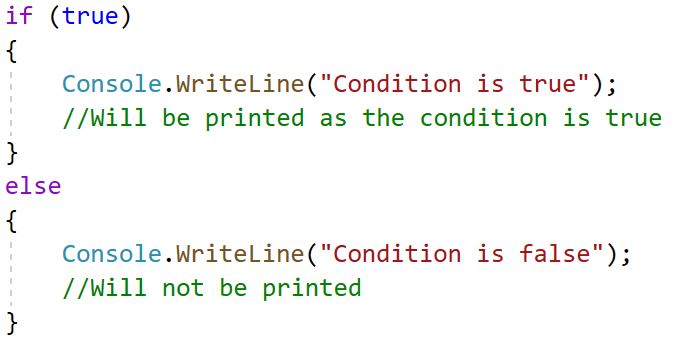 if (true)
{
    Console.WriteLine("Condition is true");
    //Will be printed as the condition is true
}
else
{
    Console.WriteLine("Condition is false");
    //Will not be printed
}